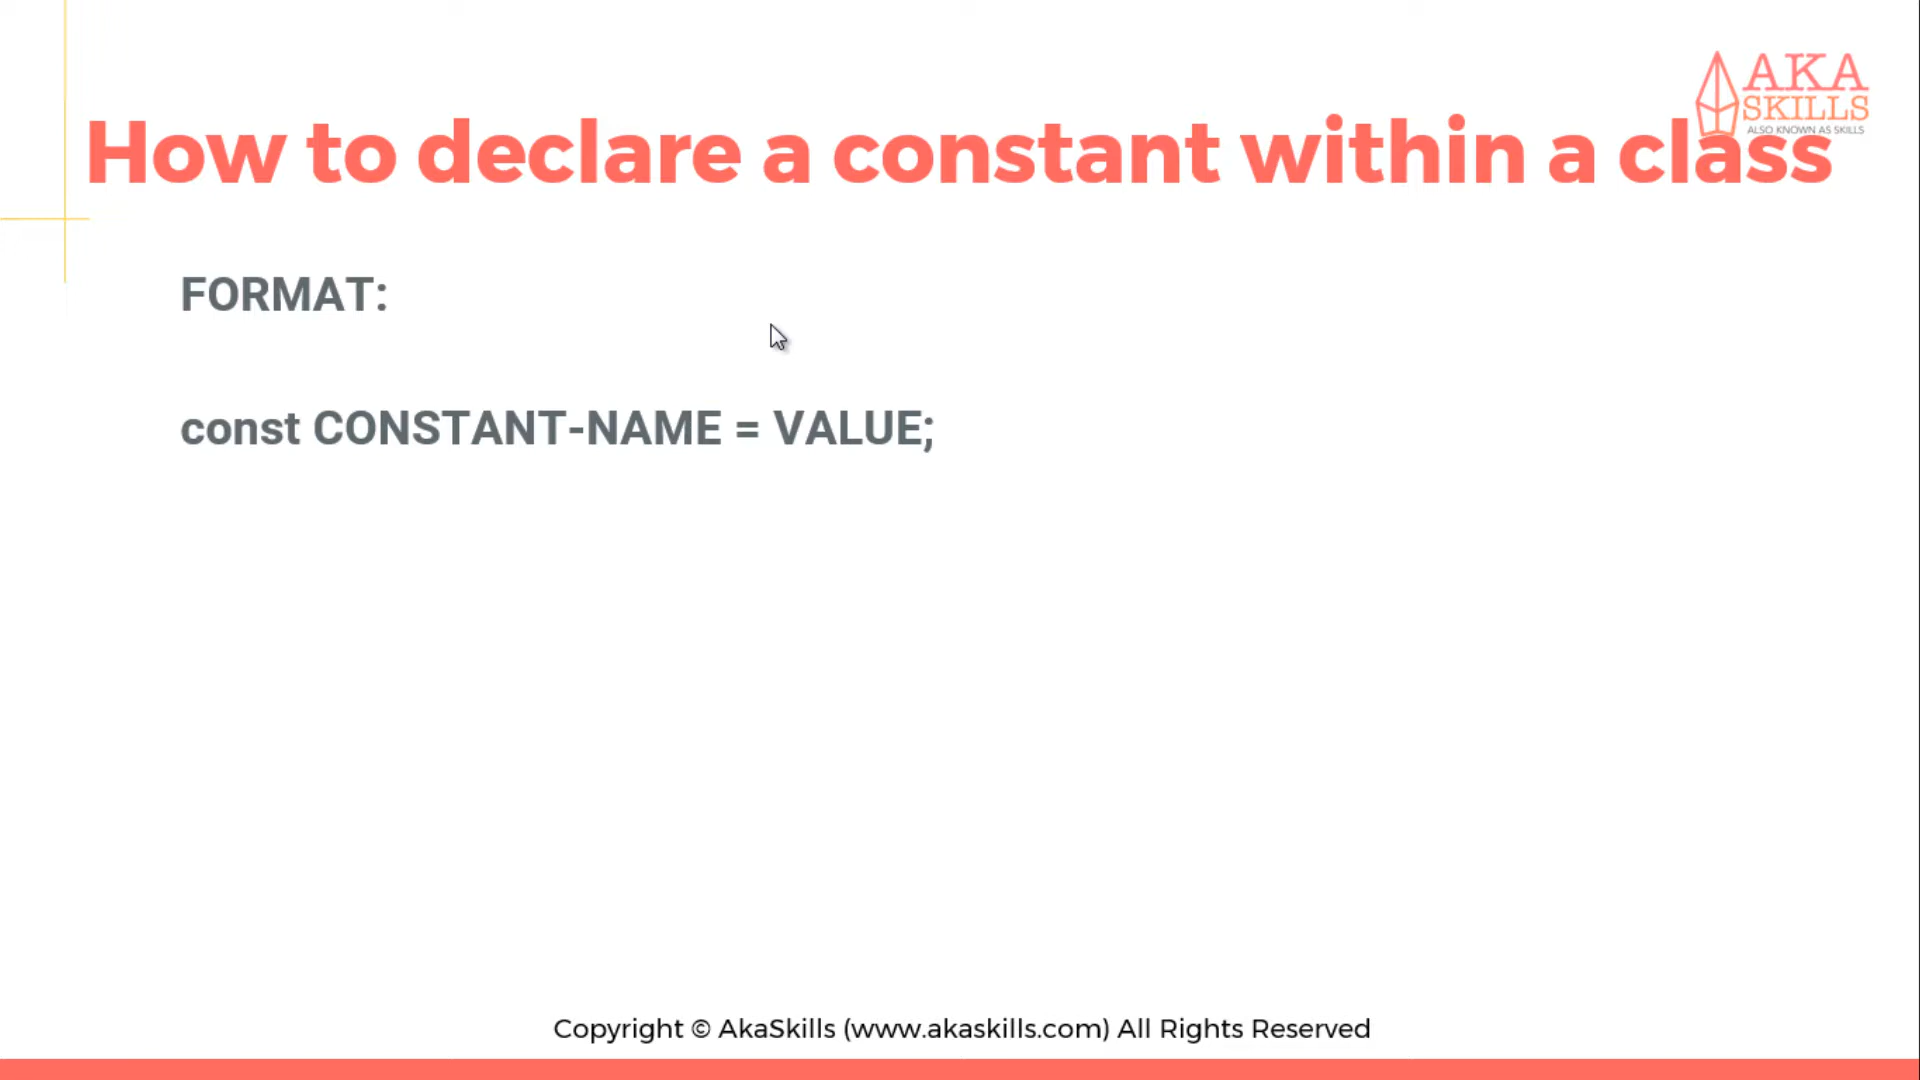 AKA
SKILLS
ALSO KNOWN AS SKILLS
How to declare a constant within a class
FORMAT:
const CONSTANT-NAME = VALUE;
Copyright © AkaSkills (www.akaskills.com) All Rights Reserved